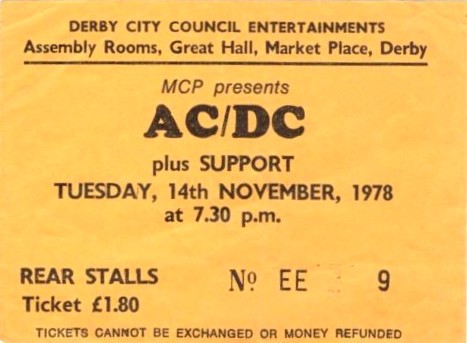 DERBY CITY COUNCIL ENTERTAINMENTS
Assembly Rooms, Great Hall, Market Place, Derby
MCP presents
AC/DC
plus SUPPORT
TUESDAY, 14th NOVEMBER, 1978
at 7.30 p.m.
REAR STALLS Nº EE 9
Ticket £1.80
TICKETS CANNOT BE EXCHANGED OR MONEY REFUNDED